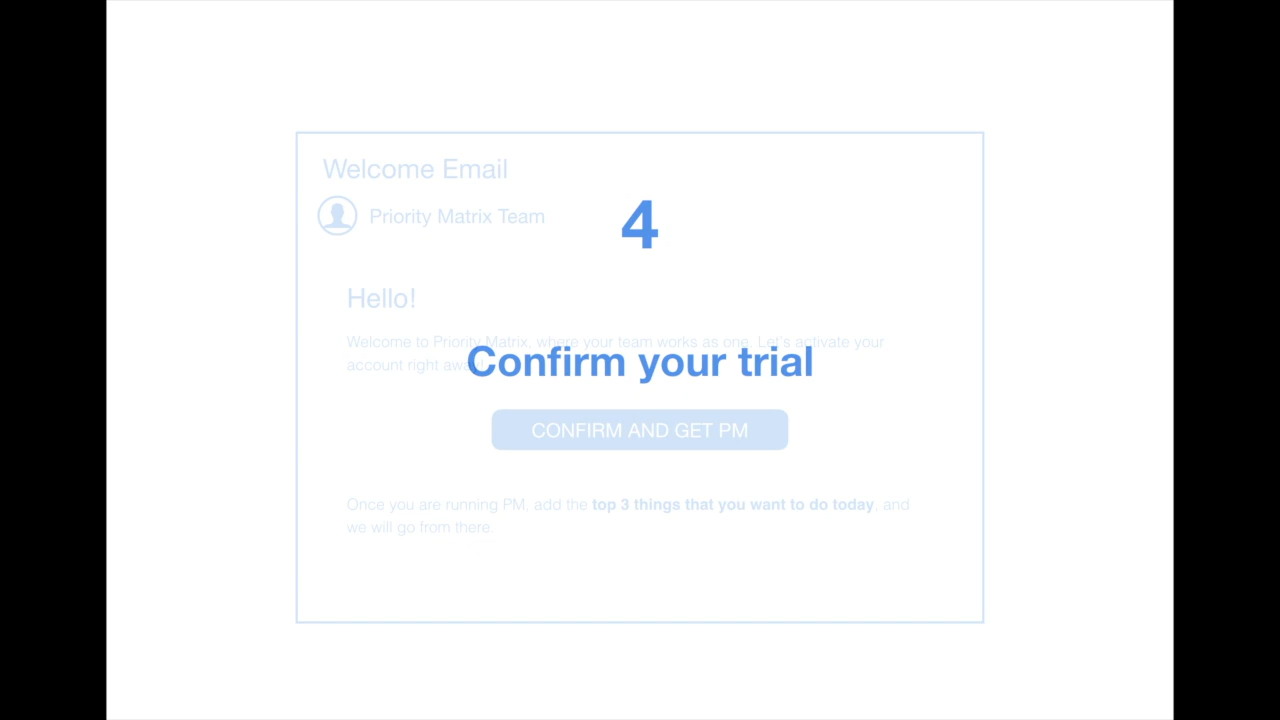 Welcome Email
Priority Matrix Team
4
Hello!
Welcome to Priority Matrix, where your team works as one. Let's activate your
account right away!
Confirm your trial
CONFIRM AND GET PM
Once you are running PM, add the top 3 things that you want to do today, and
we will go from there.